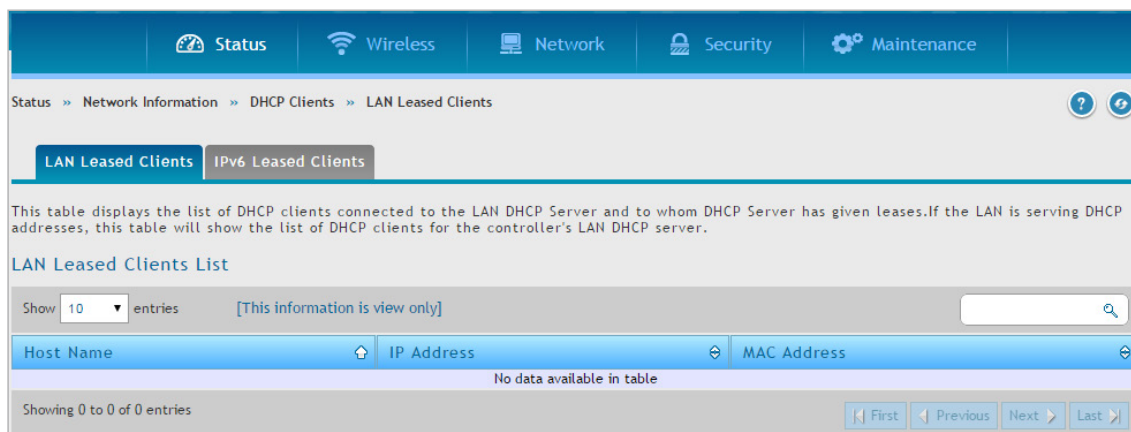 Status Wireless Network Security Maintenance
Status » Network Information » DHCP Clients » LAN Leased Clients
LAN Leased Clients IPv6 Leased Clients
This table displays the list of DHCP clients connected to the LAN DHCP Server and to whom DHCP Server has given leases.If the LAN is serving DHCP
addresses, this table will show the list of DHCP clients for the controller's LAN DHCP server.
LAN Leased Clients List
Show 10 entries [This information is view only]
Host Name IP Address MAC Address
No data available in table
Showing 0 to 0 of 0 entries First Previous Next Last